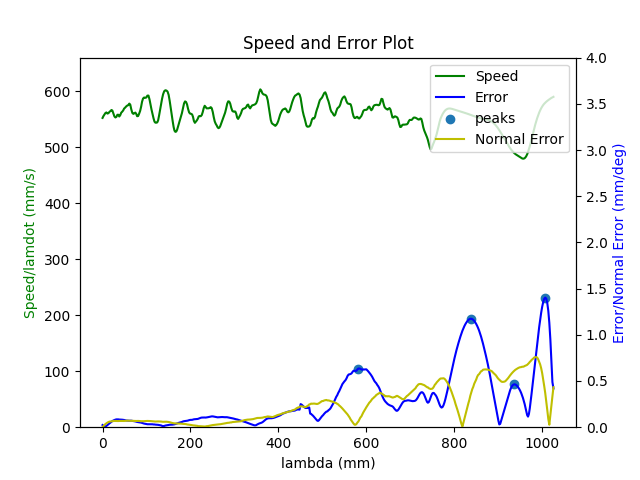 Speed and Error Plot
Speed
Error
peaks
Normal Error
600
500
400
300
200
100
0
4.0
3.5
3.0
2.5
2.0
1.5
1.0
0.5
0.0
Speed/lamdot (mm/s)
Error/Normal Error (mm/deg)
0 200 400 600 800 1000
lambda (mm)